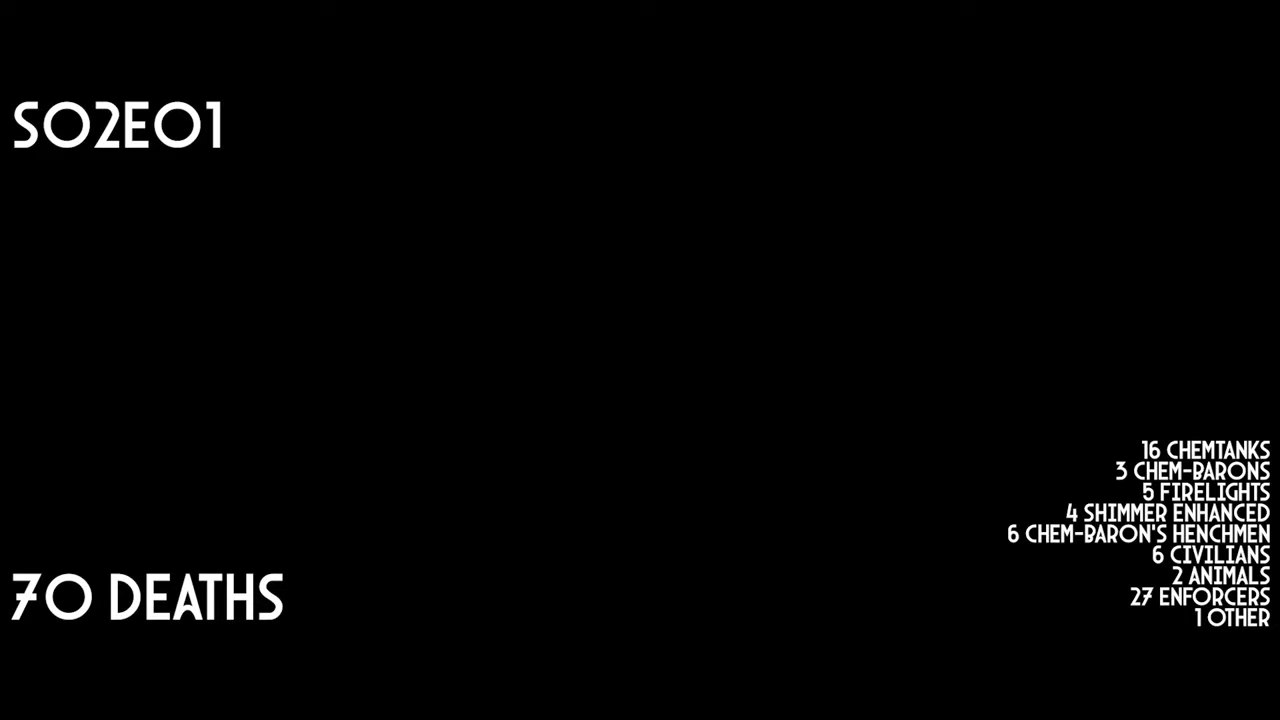 S02E01
16 CHEMTANKS
3 CHEM-BARONS
5 FIRELIGHTS
4 SHIMMER ENHANCED
6 CHEM-BARON'S HENCHMEN
6 CIVILIANS
2 ANIMALS
27 ENFORCERS
1 OTHER
70 DEATHS